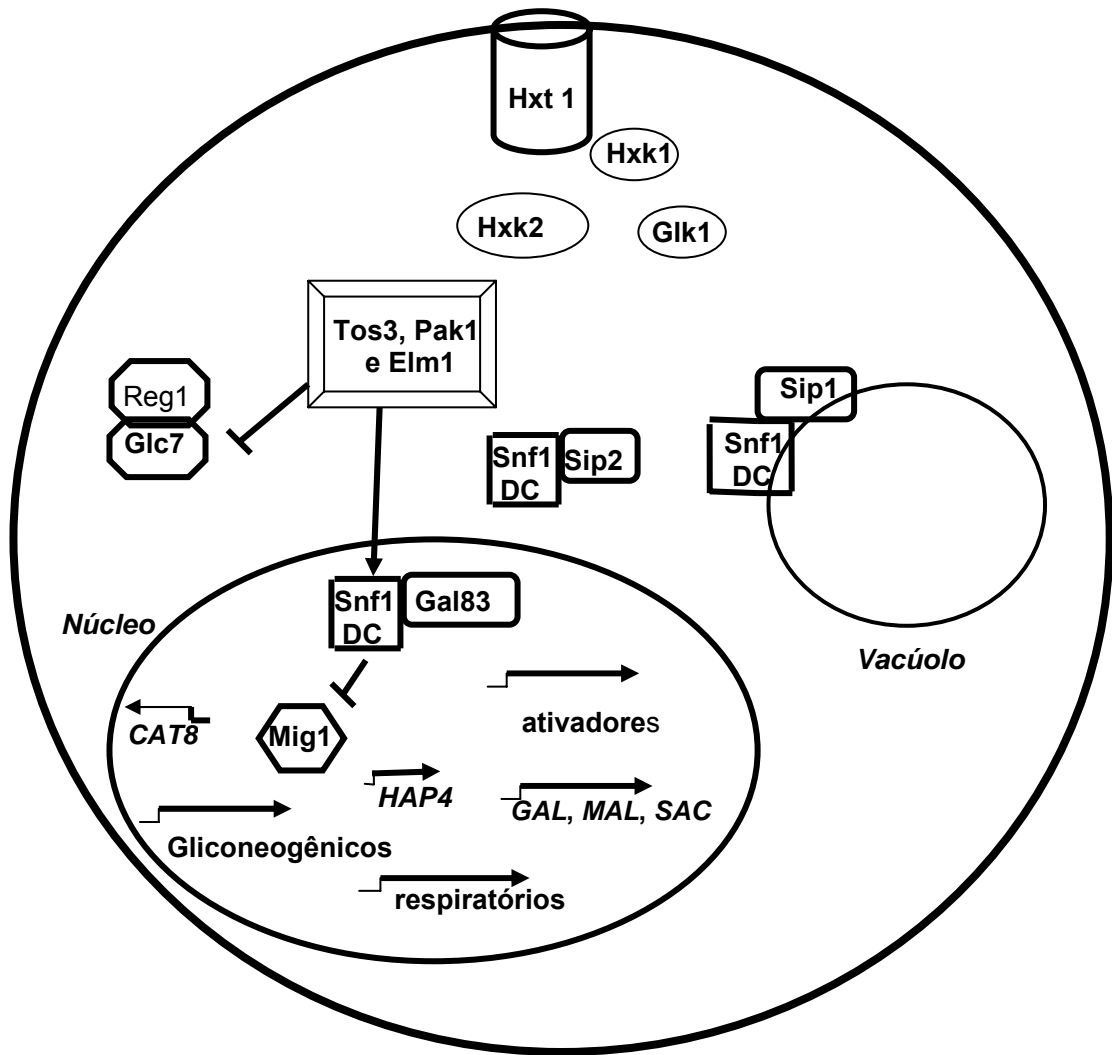 Hxt 1
Hxk1
Hxk2
Glk1
Tos3, Pak1
e Elm1
Reg1
Glc7
Sip1
Snf1
DC
Snf1
DC
Sip2
Núcleo
Snf1
DC
Gal83
Vacúolo
CAT8
Mig1
ativadores
HAP4
GAL, MAL, SAC
Gliconeogênicos
respiratórios